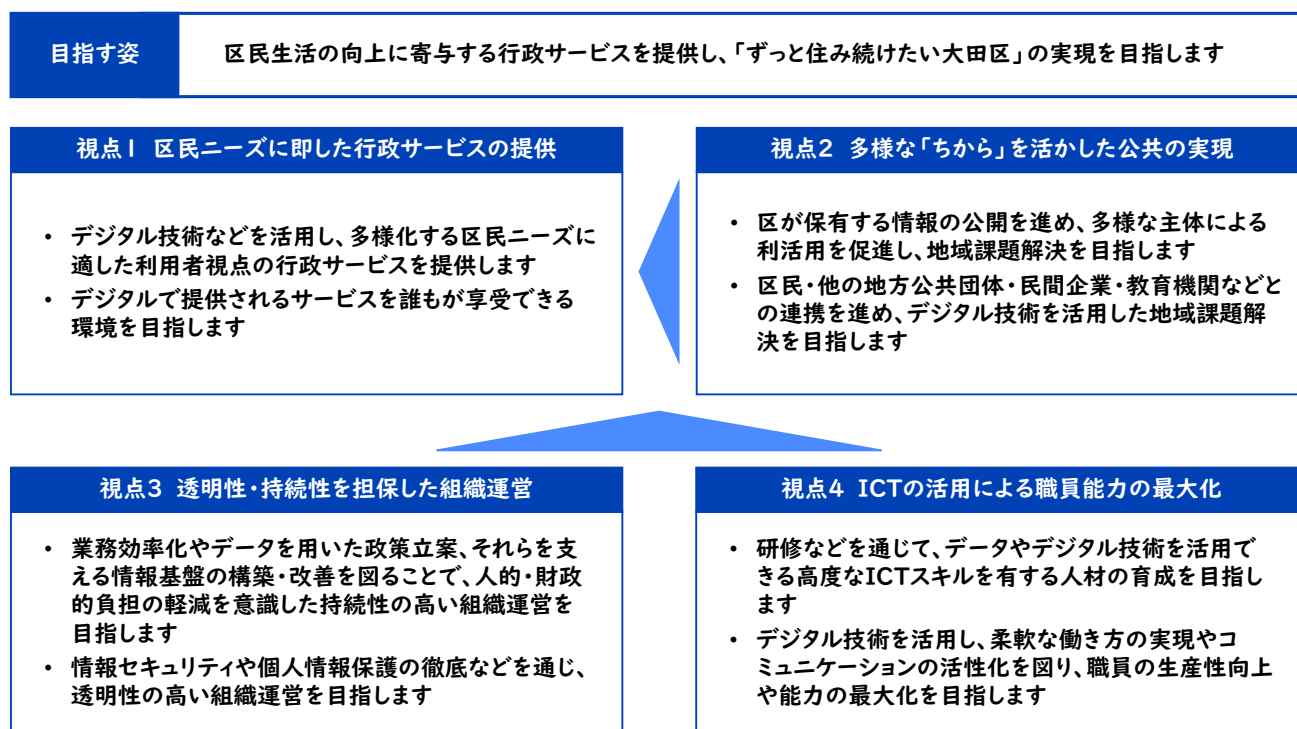 目指す姿
区民生活の向上に寄与する行政サービスを提供し、「ずっと住み続けたい大田区」の実現を目指します
視点1 区民ニーズに即した行政サービスの提供
• デジタル技術などを活用し、多様化する区民ニーズに
適した利用者視点の行政サービスを提供します
• デジタルで提供されるサービスを誰もが享受できる
環境を目指します
視点2 多様な「ちから」を活かした公共の実現
• 区が保有する情報の公開を進め、多様な主体による
利活用を促進し、地域課題解決を目指します
• 区民・他の地方公共団体・民間企業・教育機関などと
の連携を進め、デジタル技術を活用した地域課題解
決を目指します
視点3 透明性・持続性を担保した組織運営
• 業務効率化やデータを用いた政策立案、それらを支
える情報基盤の構築・改善を図ることで、人的・財政
的負担の軽減を意識した持続性の高い組織運営を
目指します
• 情報セキュリティや個人情報保護の徹底などを通じ、
透明性の高い組織運営を目指します
視点4 ICTの活用による職員能力の最大化
• 研修などを通じて、データやデジタル技術を活用で
きる高度なICTスキルを有する人材の育成を目指し
ます
• デジタル技術を活用し、柔軟な働き方の実現やコ
ミュニケーションの活性化を図り、職員の生産性向上
や能力の最大化を目指します